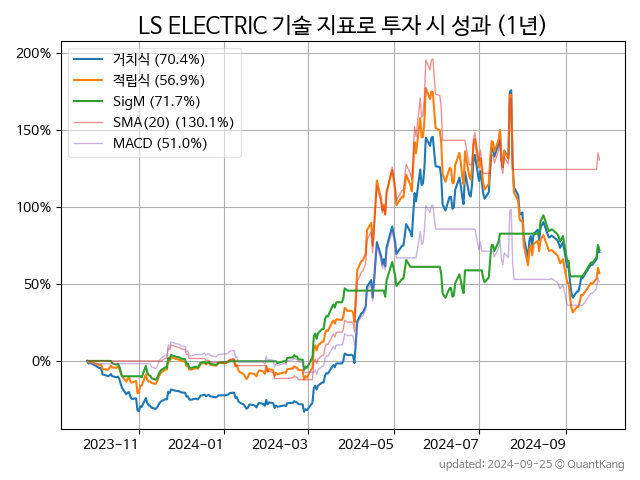 LS ELECTRIC 기술 지표로 투자 시 성과 (1년)
거치식 (70.4%)
적립식 (56.9%)
SigM (71.7%)
SMA(20) (130.1%)
MACD (51.0%)
200%
150%
100%
50%
0%
2023-11 2024-01 2024-03 2024-05 2024-07 2024-09
updated: 2024-09-25 © QuantKang